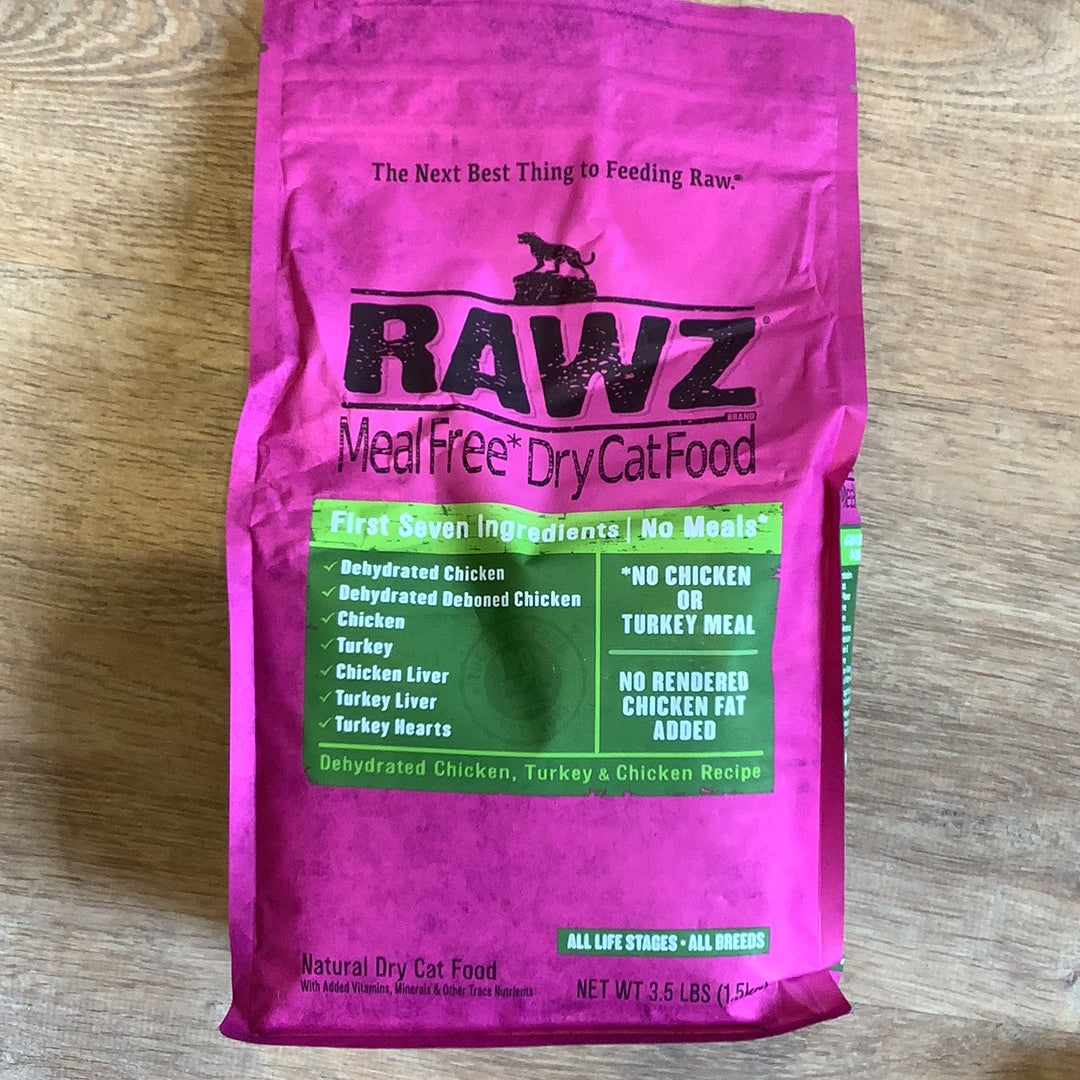 The Next Best Thing to Feeding Raw.®
RAWZ®
BRAND
Meal Free* Dry Cat Food
First Seven Ingredients | No Meals*
✓ Dehydrated Chicken
✓ Dehydrated Deboned Chicken
✓ Chicken
✓ Turkey
✓ Chicken Liver
✓ Turkey Liver
✓ Turkey Hearts
*NO CHICKEN
OR
TURKEY MEAL
NO RENDERED
CHICKEN FAT
ADDED
Dehydrated Chicken, Turkey & Chicken Recipe
ALL LIFE STAGES • ALL BREEDS
Natural Dry Cat Food
With Added Vitamins, Minerals & Other Trace Nutrients
NET WT 3.5 LBS (1.5kg)